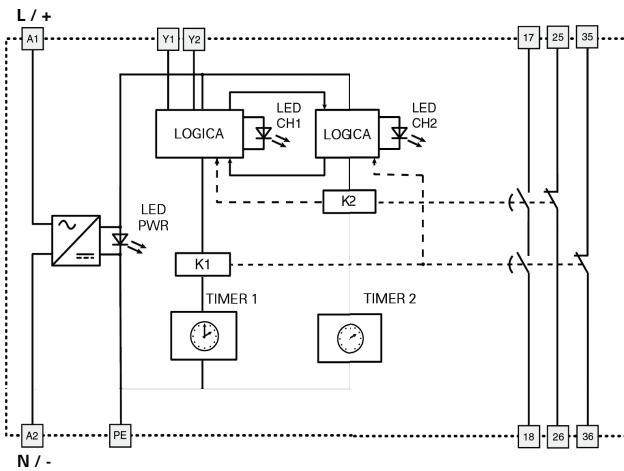 L / +
A1
Y1
Y2
17
25
35
LED
CH1
LED
CH2
LOGICA
LOGICA
K2
LED
PWR
K1
TIMER 1
TIMER 2
A2
PE
18
26
36
N / -